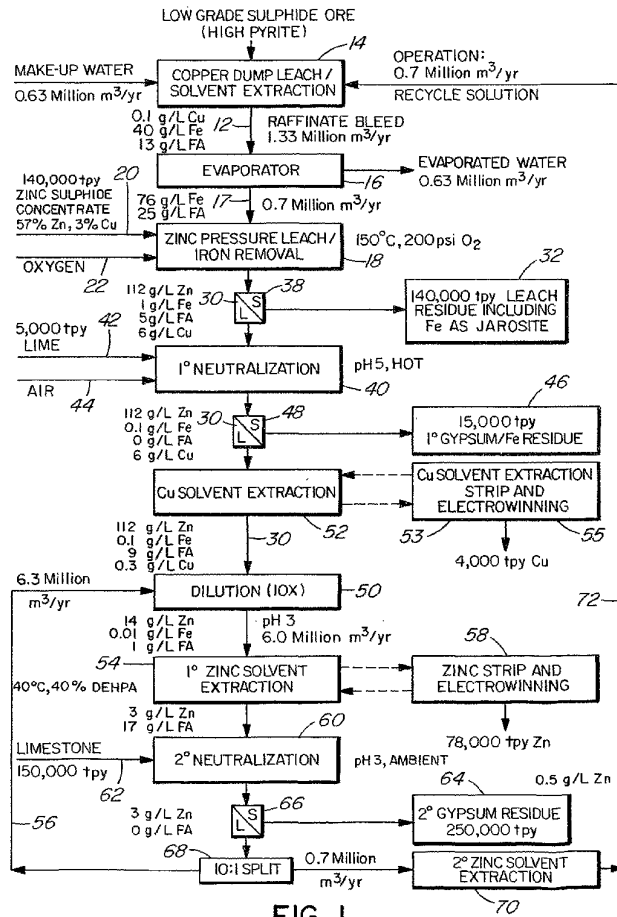 LOW GRADE SULPHIDE ORE
(HIGH PYRITE)
14
MAKE-UP WATER
0.63 Million m³/yr
COPPER DUMP LEACH/
SOLVENT EXTRACTION
OPERATION:
0.7 Million m³/yr
RECYCLE SOLUTION
0.1 g/L Cu
40 g/L Fe
13 g/L FA
12
RAFFINATE BLEED
1.33 Million m³/yr
EVAPORATOR
16
EVAPORATED WATER
0.63 Million m³/yr
140,000 tpy
ZINC SULPHIDE
CONCENTRATE
57% Zn, 3% Cu
20
76 g/L Fe
25 g/L FA
17
0.7 Million m³/yr
OXYGEN
22
ZINC PRESSURE LEACH/
IRON REMOVAL
18
150°C, 200psi O₂
112 g/L Zn
1 g/L Fe
5 g/L FA
6 g/L Cu
30
L S
38
32
140,000 tpy LEACH
RESIDUE INCLUDING
Fe AS JAROSITE
5,000 tpy
LIME
42
AIR
44
1° NEUTRALIZATION
pH5, HOT
40
112 g/L Zn
0.1 g/L Fe
0 g/L FA
6 g/L Cu
30
L S
48
46
15,000 tpy
1° GYPSUM/Fe RESIDUE
Cu SOLVENT EXTRACTION
52
Cu SOLVENT EXTRACTION
STRIP AND
ELECTROWINNING
53
55
4,000 tpy Cu
112 g/L Zn
0.1 g/L Fe
9 g/L FA
0.3 g/L Cu
30
6.3 Million
m³/yr
DILUTION (10X)
50
72
14 g/L Zn
0.01 g/L Fe
1 g/L FA
pH 3
6.0 Million m³/yr
54
40°C, 40% DEHPA
1° ZINC SOLVENT
EXTRACTION
58
ZINC STRIP AND
ELECTROWINNING
78,000 tpy Zn
3 g/L Zn
17 g/L FA
60
LIMESTONE
150,000 tpy
62
2° NEUTRALIZATION
pH 3, AMBIENT
56
3 g/L Zn
0 g/L FA
L S
66
64
0.5 g/L Zn
2° GYPSUM RESIDUE
250,000 tpy
68
10:1 SPLIT
0.7 Million
m³/yr
2° ZINC SOLVENT
EXTRACTION
70
FIG. 1